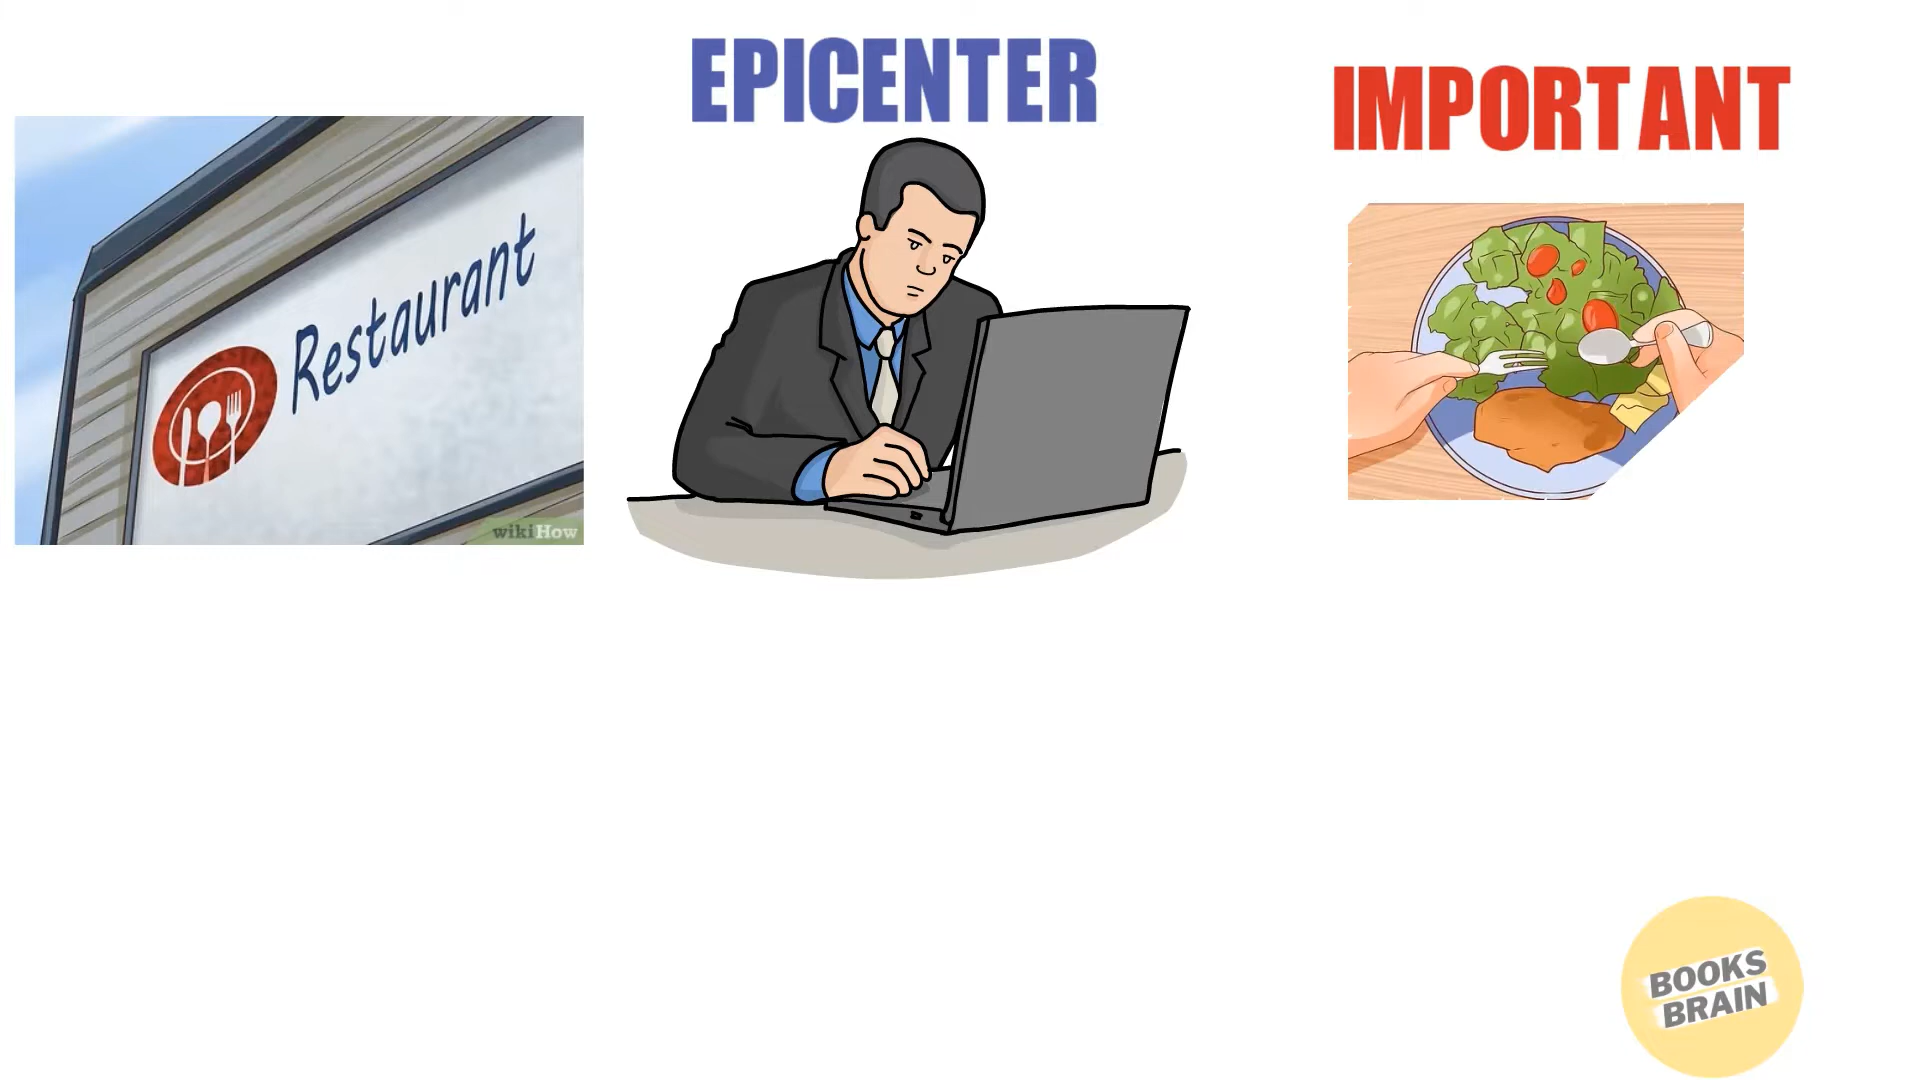 EPICENTER
IMPORTANT
Restaurant
wikiHow
BOOKS
BRAIN